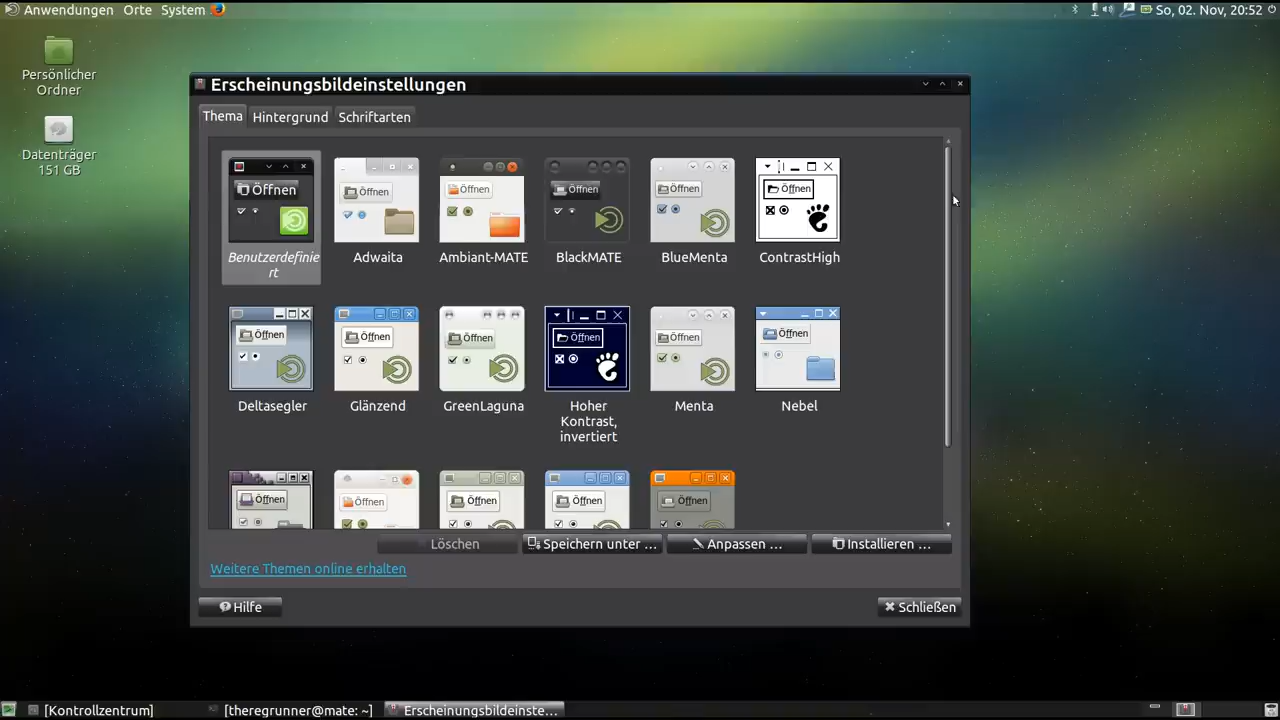 Anwendungen Orte System
So, 02. Nov, 20:52
Persönlicher
Ordner
Datenträger
151 GB
Erscheinungsbildeinstellungen
Thema Hintergrund Schriftarten
Öffnen Öffnen Öffnen Öffnen Öffnen Öffnen
Benutzerdefinie
rt
Adwaita Ambiant-MATE BlackMATE BlueMenta ContrastHigh
Öffnen Öffnen Öffnen Öffnen Öffnen Öffnen
Deltasegler Glänzend GreenLaguna Hoher
Kontrast,
invertiert
Menta Nebel
Öffnen Öffnen Öffnen Öffnen Öffnen
Löschen Speichern unter ... Anpassen ... Installieren ...
Weitere Themen online erhalten
Hilfe Schließen
[Kontrollzentrum] [theregrunner@mate: ~] Erscheinungsbildeinste...